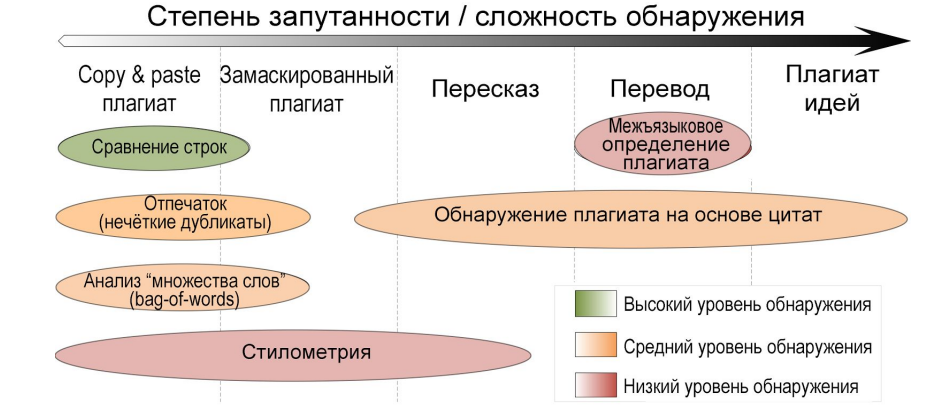 Степень запутанности / сложность обнаружения
Copy & paste
плагиат
Замаскированный
плагиат
Пересказ
Перевод
Плагиат
идей
Сравнение строк
Межъязыковое
определение
плагиата
Отпечаток
(нечёткие дубликаты)
Обнаружение плагиата на основе цитат
Анализ “множества слов”
(bag-of-words)
Стилометрия
Высокий уровень обнаружения
Средний уровень обнаружения
Низкий уровень обнаружения